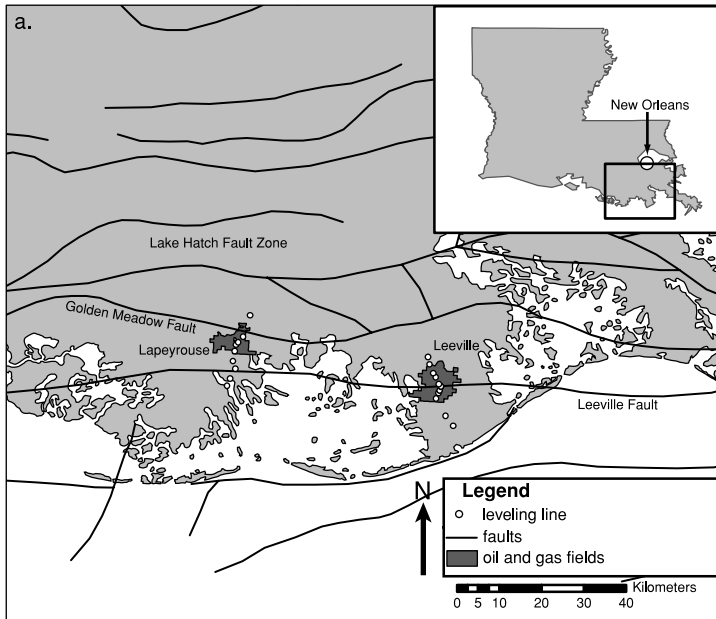 a.
New Orleans
Lake Hatch Fault Zone
Golden Meadow Fault
Lapeyrouse
Leeville
Leeville Fault
N
Legend
leveling line
faults
oil and gas fields
Kilometers
0 5 10 20 30 40